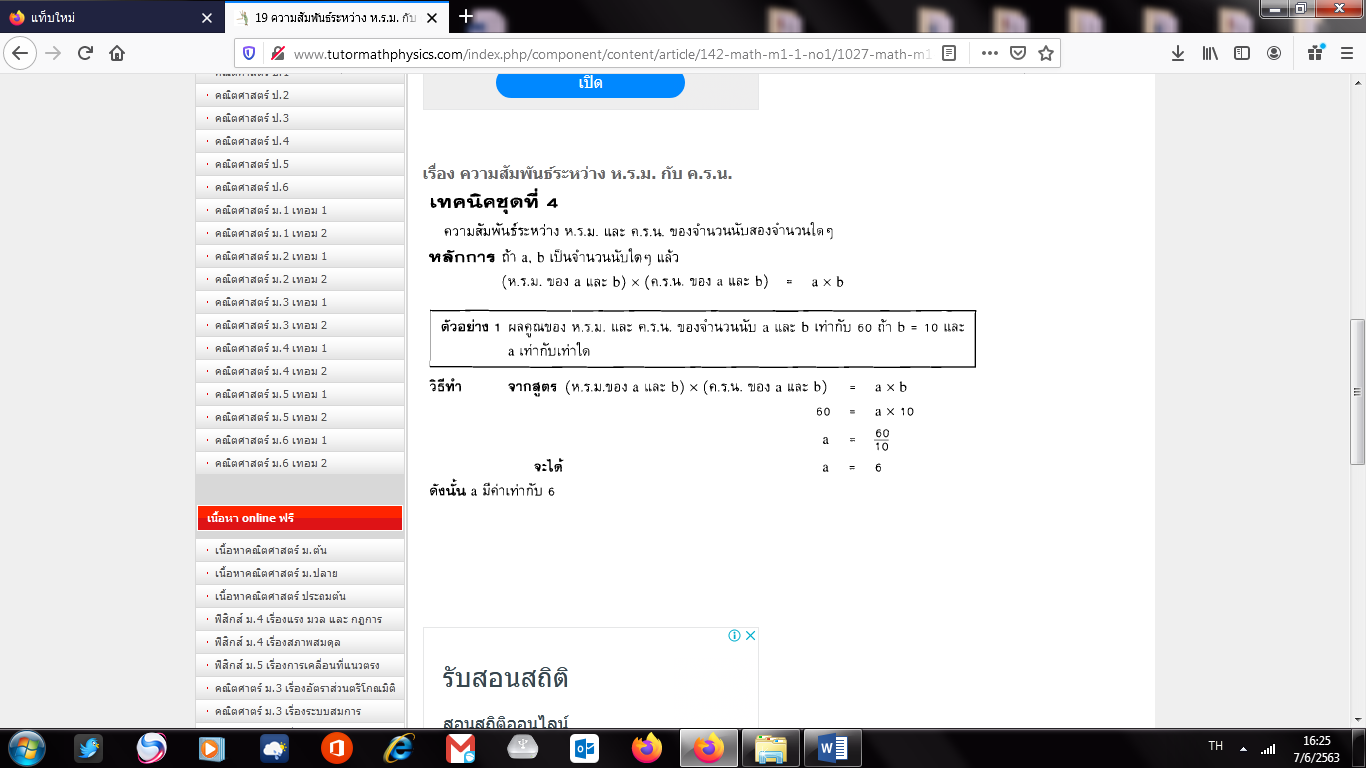 แท็บใหม่
19 ความสัมพันธ์ระหว่าง ห.ร.ม. กับ
www.tutormathphysics.com/index.php/component/content/article/142-math-m1-1-no1/1027-math-m1
คณิตศาสตร์ ป.2
คณิตศาสตร์ ป.3
คณิตศาสตร์ ป.4
คณิตศาสตร์ ป.5
คณิตศาสตร์ ป.6
คณิตศาสตร์ ม.1 เทอม 1
คณิตศาสตร์ ม.1 เทอม 2
คณิตศาสตร์ ม.2 เทอม 1
คณิตศาสตร์ ม.2 เทอม 2
คณิตศาสตร์ ม.3 เทอม 1
คณิตศาสตร์ ม.3 เทอม 2
คณิตศาสตร์ ม.4 เทอม 1
คณิตศาสตร์ ม.4 เทอม 2
คณิตศาสตร์ ม.5 เทอม 1
คณิตศาสตร์ ม.5 เทอม 2
คณิตศาสตร์ ม.6 เทอม 1
คณิตศาสตร์ ม.6 เทอม 2
เนื้อหา online ฟรี
เนื้อหาคณิตศาสตร์ ม.ต้น
เนื้อหาคณิตศาสตร์ ม.ปลาย
เนื้อหาคณิตศาสตร์ ประถมต้น
ฟิสิกส์ ม.4 เรื่องแรง มวล และ กฎการ
ฟิสิกส์ ม.4 เรื่องสภาพสมดุล
ฟิสิกส์ ม.5 เรื่องการเคลื่อนที่แนวตรง
คณิตศาตร์ ม.3 เรื่องอัตราส่วนตรีโกณมิติ
คณิตศาตร์ ม.3 เรื่องระบบสมการ
เปิด
เรื่อง ความสัมพันธ์ระหว่าง ห.ร.ม. กับ ค.ร.น.
เทคนิคชุดที่ 4
ความสัมพันธ์ระหว่าง ห.ร.ม. และ ค.ร.น. ของจำนวนนับสองจำนวนใดๆ
หลักการ ถ้า a, b เป็นจำนวนนับใดๆ แล้ว
(ห.ร.ม. ของ a และ b) × (ค.ร.น. ของ a และ b) = a × b
ตัวอย่าง 1 ผลคูณของ ห.ร.ม. และ ค.ร.น. ของจำนวนนับ a และ b เท่ากับ 60 ถ้า b = 10 และ
a เท่ากับเท่าใด
วิธีทำ จากสูตร (ห.ร.ม.ของ a และ b) × (ค.ร.น. ของ a และ b) = a × b
60 = a × 10
a = 60/10
จะได้ a = 6
ดังนั้น a มีค่าเท่ากับ 6
รับสอนสถิติ
สอนสถิติออนไลน์
TH
16:25
7/6/2563